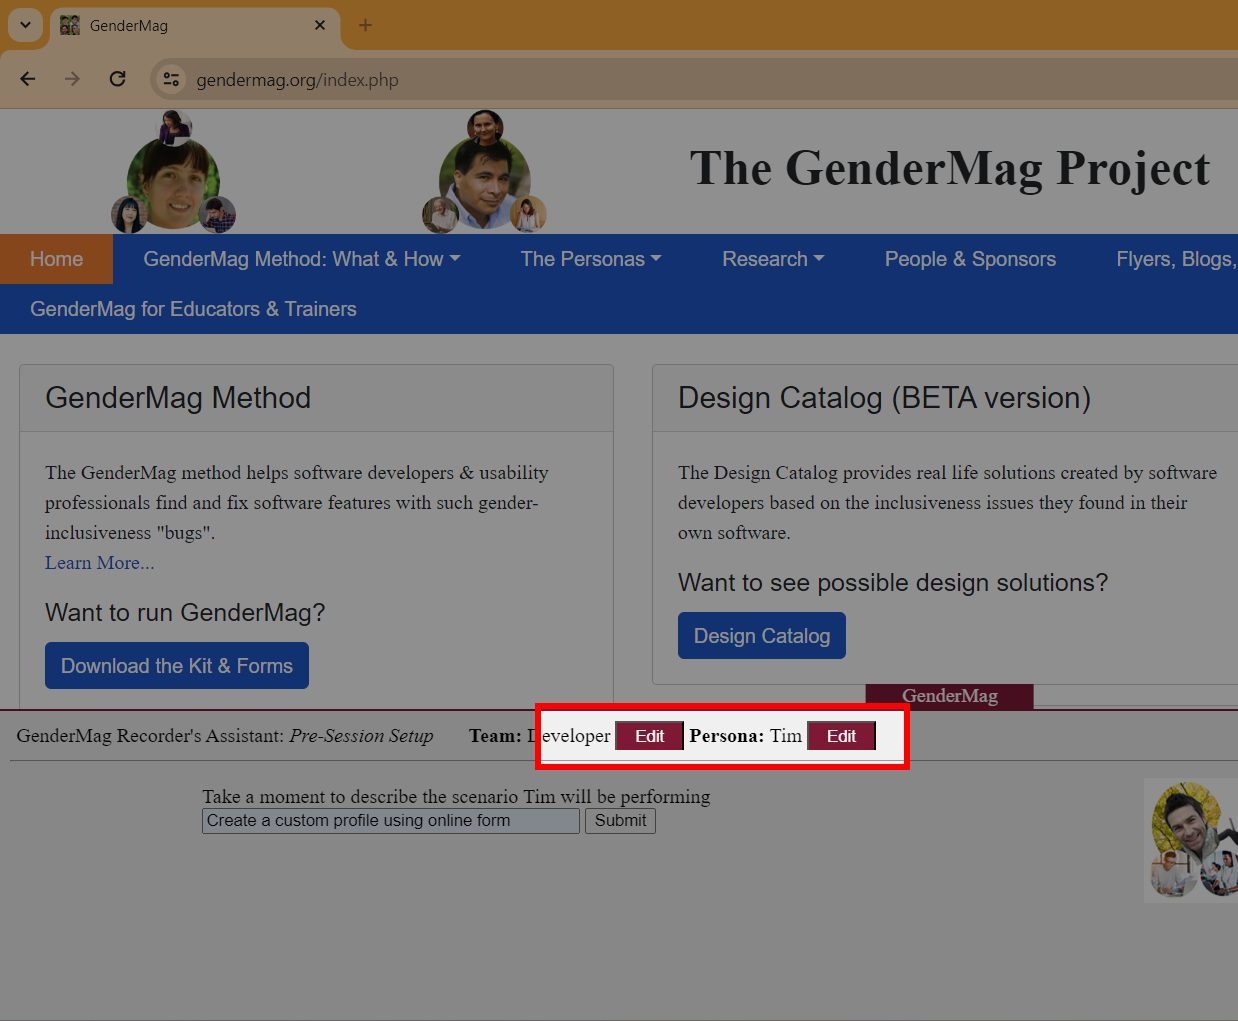 GenderMag
gendermag.org/index.php
The GenderMag Project
Home
GenderMag Method: What & How
The Personas
Research
People & Sponsors
Flyers, Blogs,
GenderMag for Educators & Trainers
GenderMag Method
The GenderMag method helps software developers & usability
professionals find and fix software features with such gender-
inclusiveness "bugs".
Learn More...
Want to run GenderMag?
Download the Kit & Forms
Design Catalog (BETA version)
The Design Catalog provides real life solutions created by software
developers based on the inclusiveness issues they found in their
own software.
Want to see possible design solutions?
Design Catalog
GenderMag
GenderMag Recorder's Assistant: Pre-Session Setup Team: Developer Edit Persona: Tim Edit
Take a moment to describe the scenario Tim will be performing
Create a custom profile using online form Submit